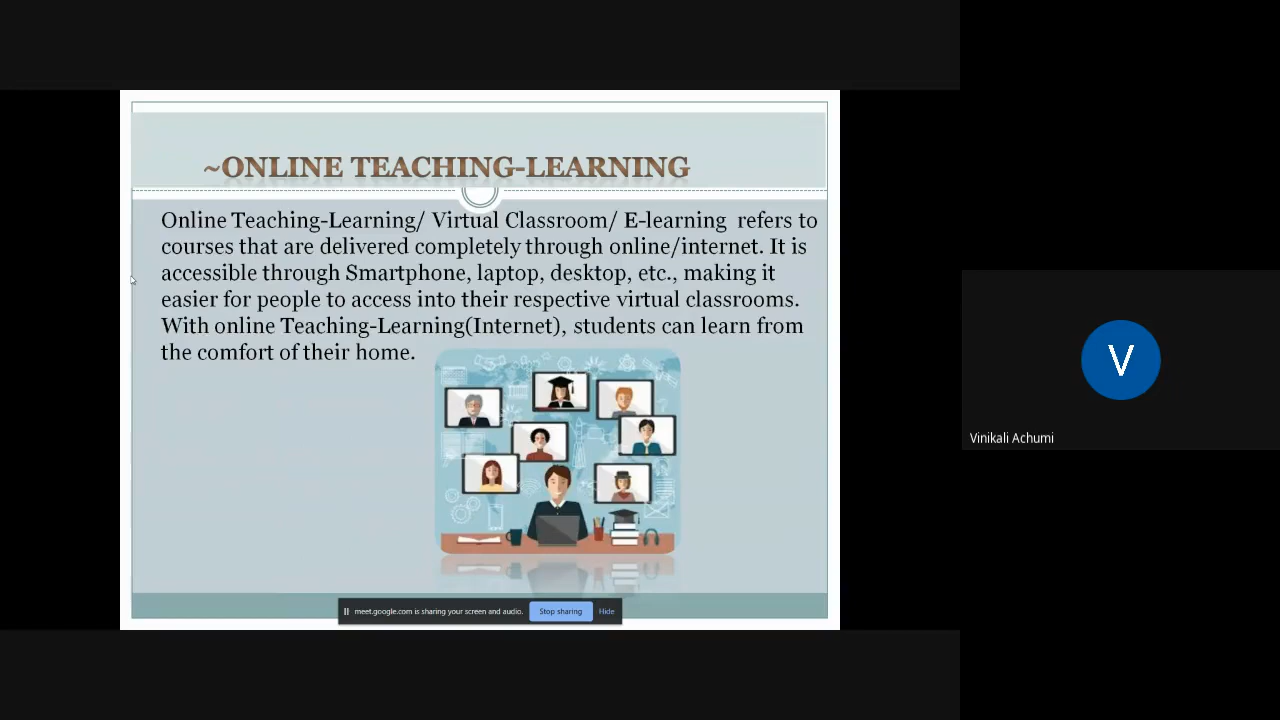 ~ONLINE TEACHING-LEARNING
Online Teaching-Learning/ Virtual Classroom/ E-learning refers to
courses that are delivered completely through online/internet. It is
accessible through Smartphone, laptop, desktop, etc., making it
easier for people to access into their respective virtual classrooms.
With online Teaching-Learning(Internet), students can learn from
the comfort of their home.
meet.google.com is sharing your screen and audio.
Stop sharing
Hide
V
Vinikali Achumi